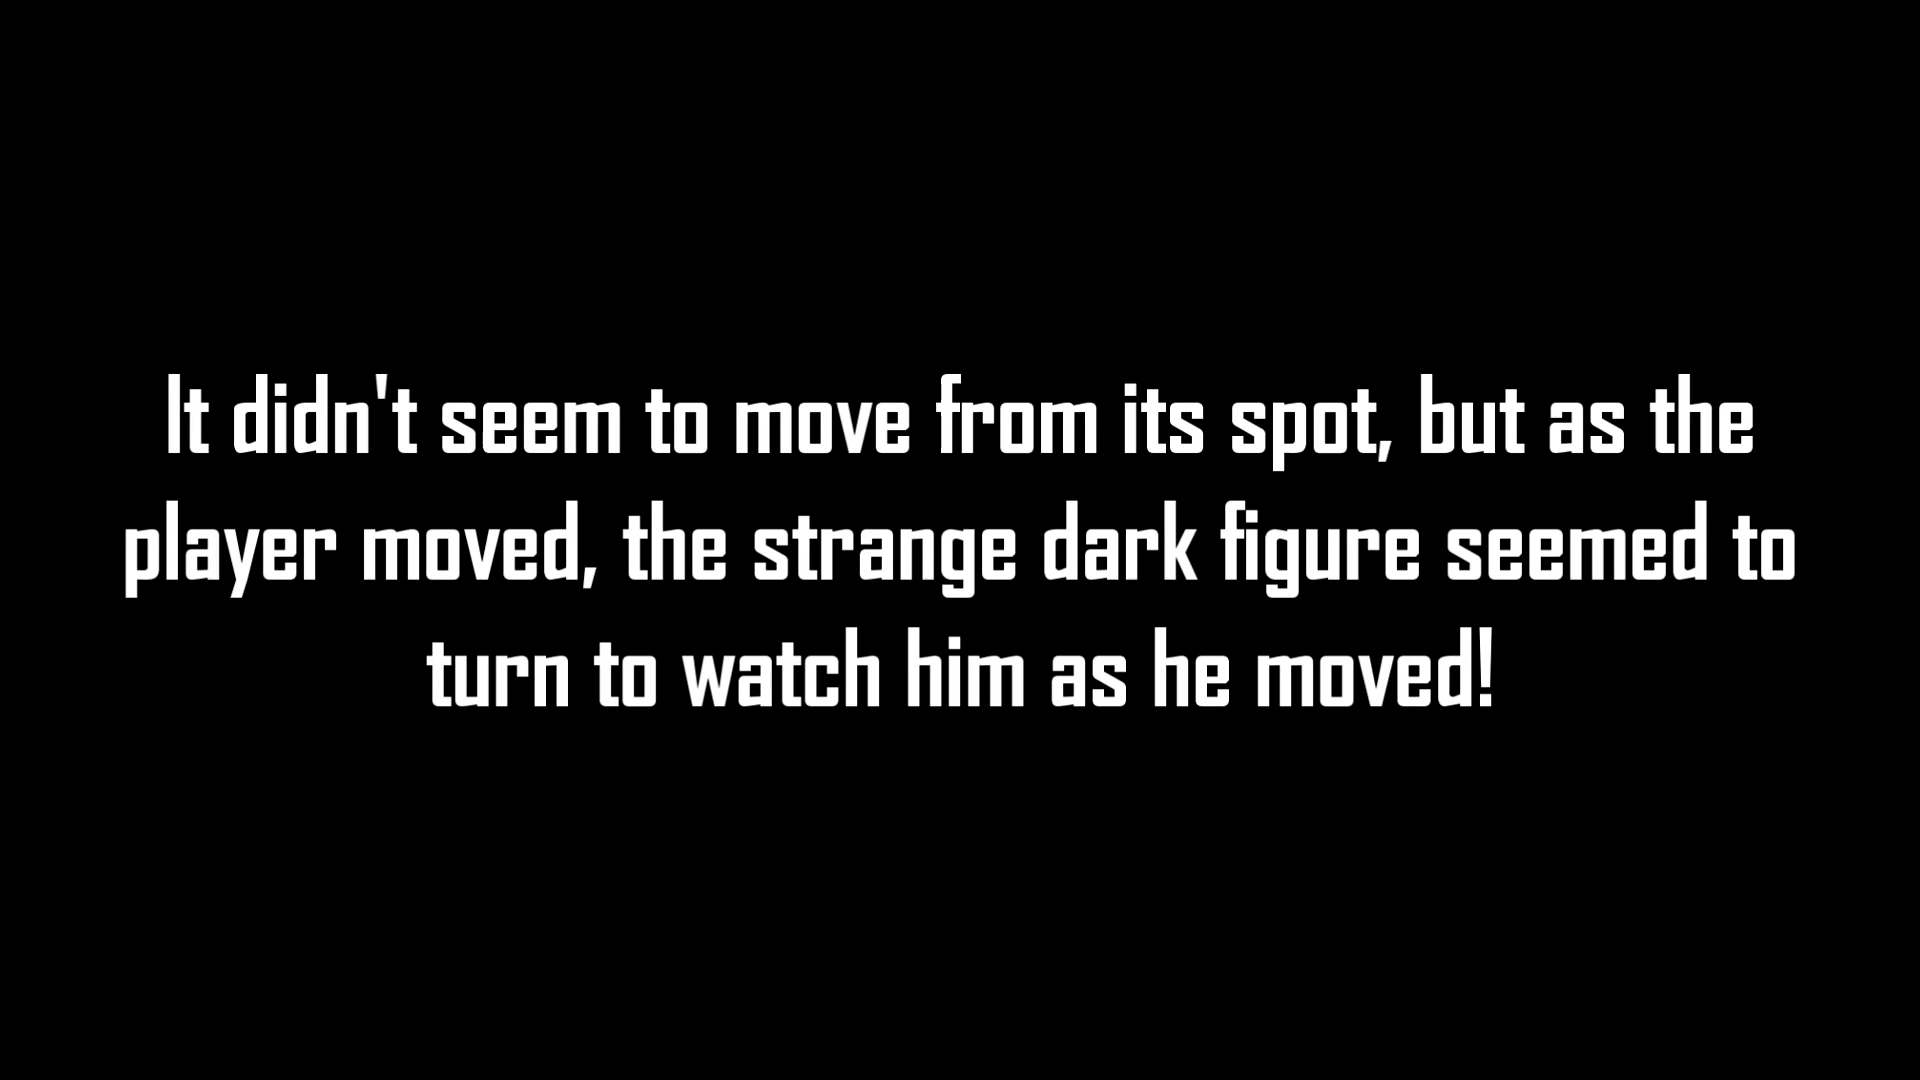 It didn't seem to move from its spot, but as the
player moved, the strange dark figure seemed to
turn to watch him as he moved!